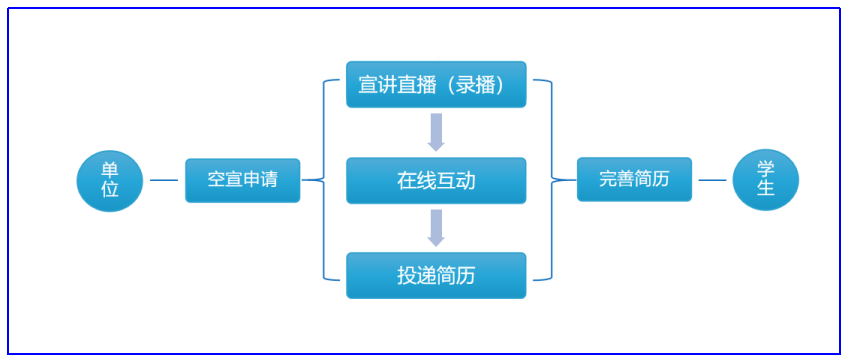 宣讲直播（录播）
单
位
空宣申请
在线互动
完善简历
学
生
投递简历